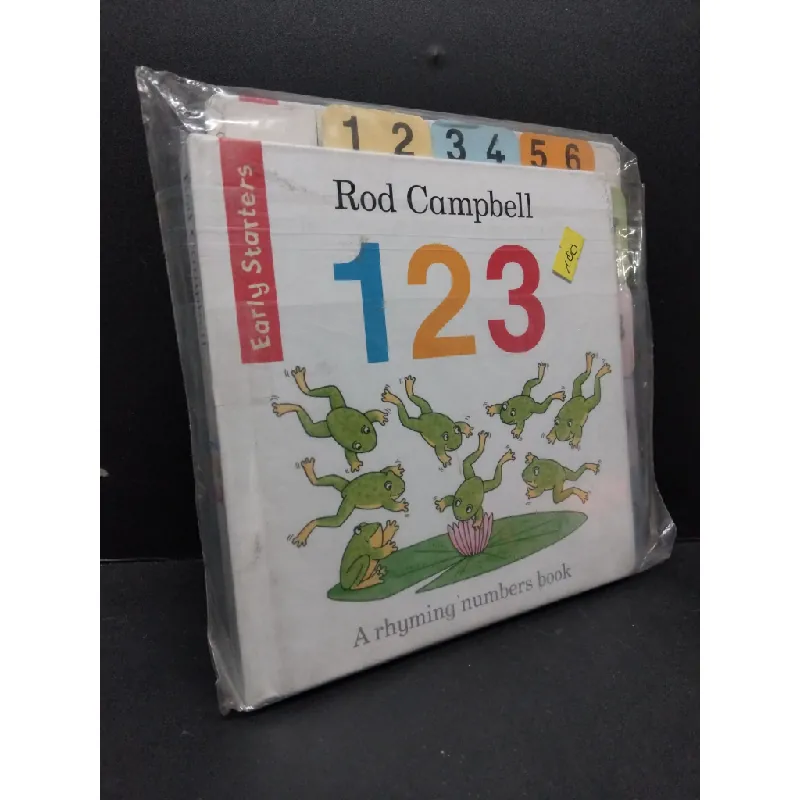 1 2 3 4 5 6
Early Starters
Rod Campbell
123
A rhyming numbers book